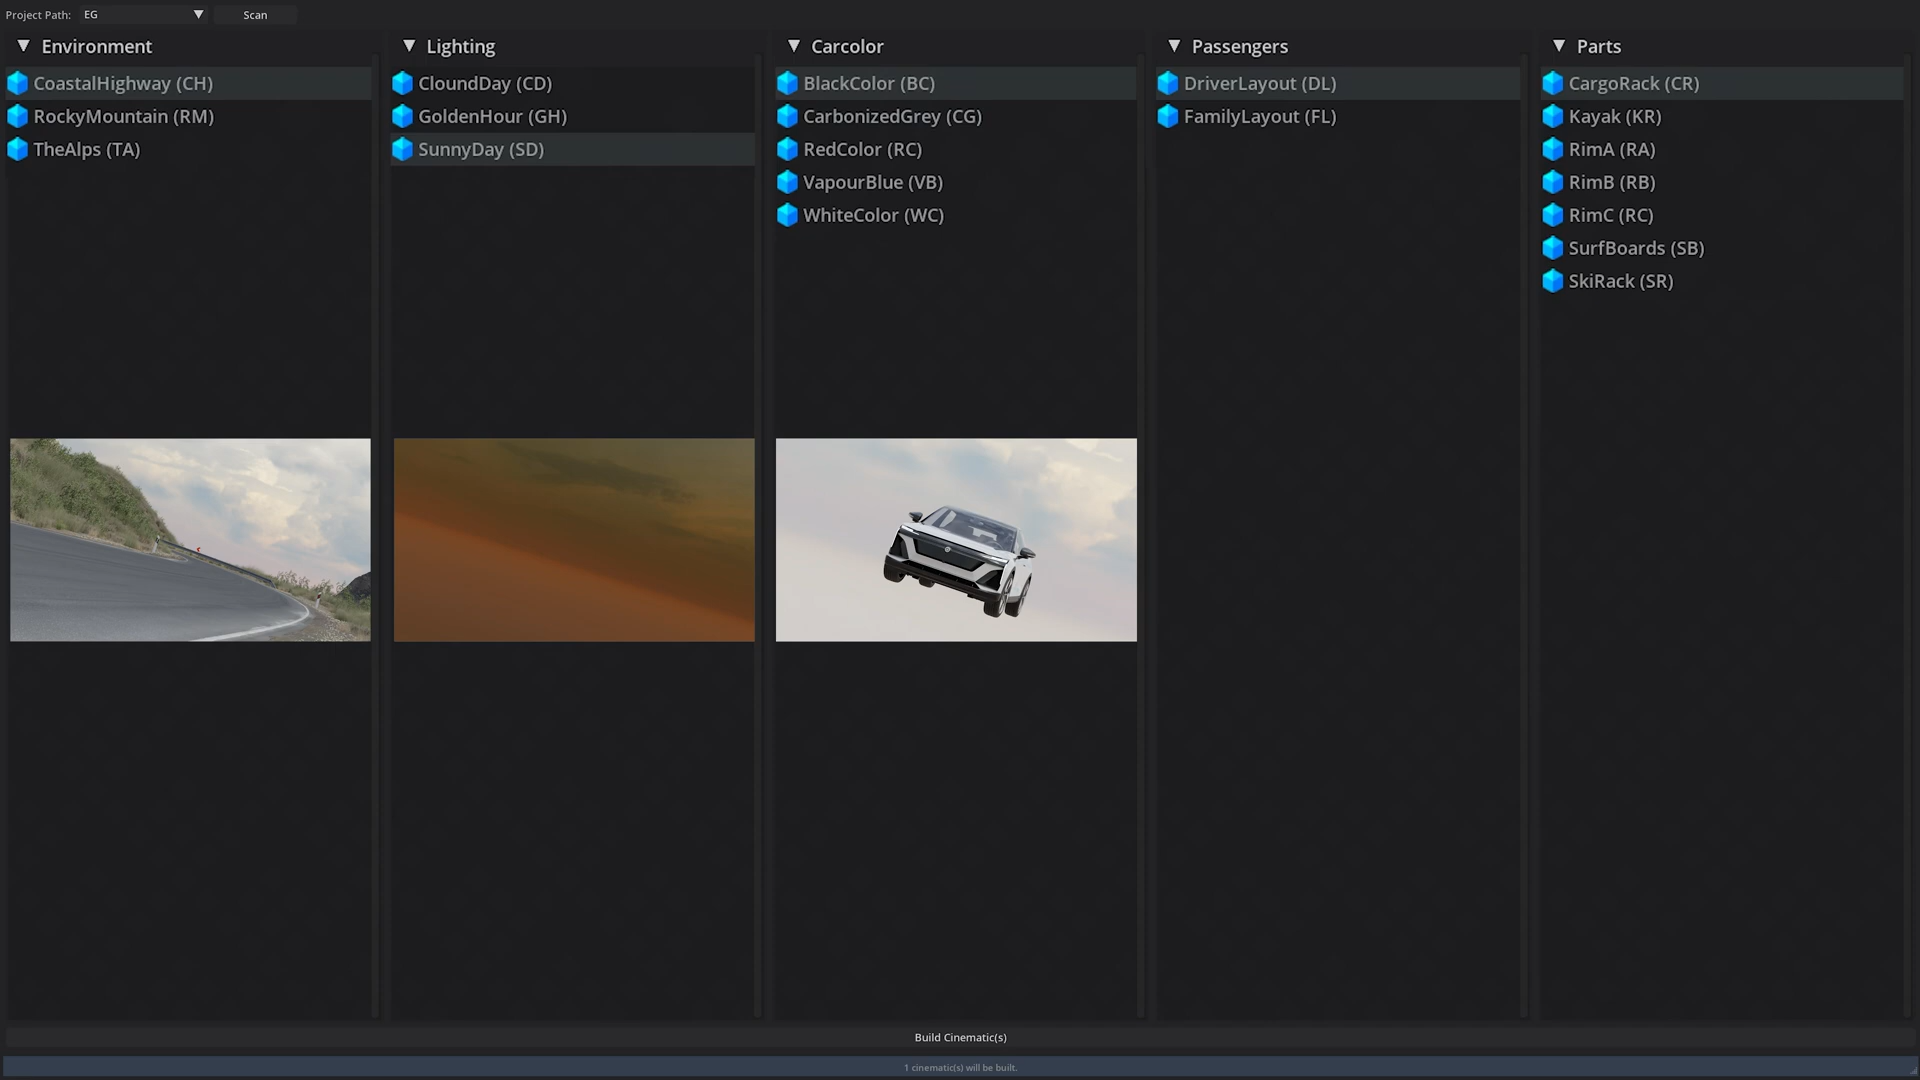 Project Path: EG Scan
Environment
CoastalHighway (CH)
RockyMountain (RM)
TheAlps (TA)
Lighting
CloundDay (CD)
GoldenHour (GH)
SunnyDay (SD)
Carcolor
BlackColor (BC)
CarbonizedGrey (CG)
RedColor (RC)
VapourBlue (VB)
WhiteColor (WC)
Passengers
DriverLayout (DL)
FamilyLayout (FL)
Parts
CargoRack (CR)
Kayak (KR)
RimA (RA)
RimB (RB)
RimC (RC)
SurfBoards (SB)
SkiRack (SR)
Build Cinematic(s)
1 cinematic(s) will be built.